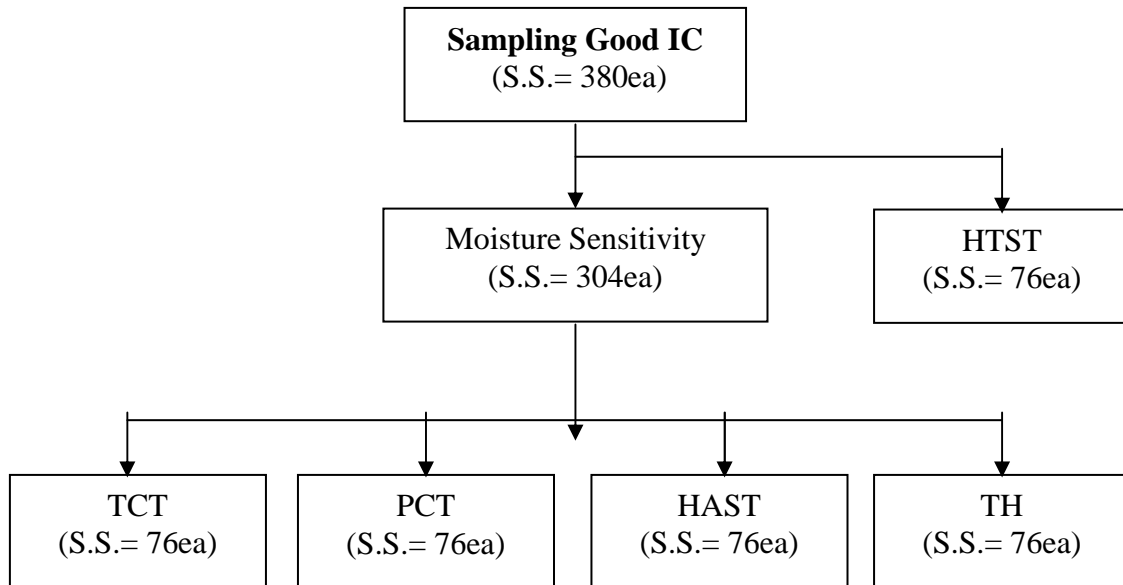 Sampling Good IC
(S.S.= 380ea)
Moisture Sensitivity
(S.S.= 304ea)
HTST
(S.S.= 76ea)
TCT
(S.S.= 76ea)
PCT
(S.S.= 76ea)
HAST
(S.S.= 76ea)
TH
(S.S.= 76ea)